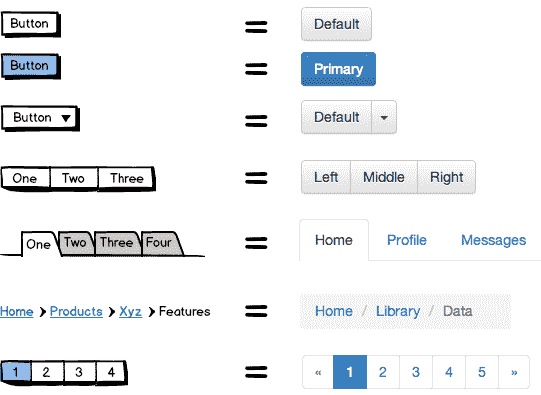 Button = Default
Button = Primary
Button ▼ = Default
One Two Three = Left Middle Right
One Two Three Four = Home Profile Messages
Home > Products > Xyz > Features = Home / Library / Data
1 2 3 4 = « 1 2 3 4 5 »